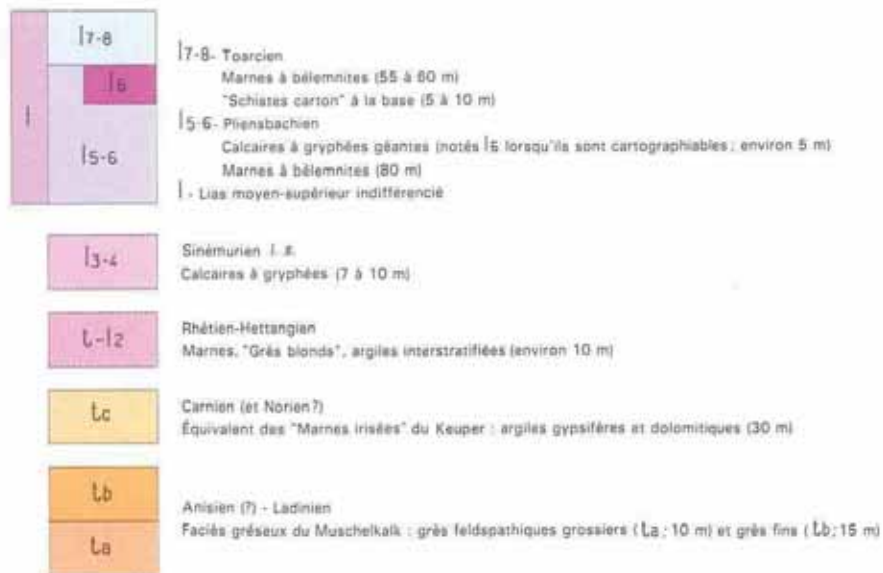 l7-8
l6
l
l5-6
l7-8- Toarcien
Marnes à bélemnites (55 à 60 m)
"Schistes carton" à la base (5 à 10 m)
l5-6- Pliensbachien
Calcaires à gryphées géantes (notés l6 lorsqu'ils sont cartographiables ; environ 5 m)
Marnes à bélemnites (80 m)
l - Lias moyen-supérieur indifférencié
l3-4
Sinémurien l. s.
Calcaires à gryphées (7 à 10 m)
t-l2
Rhétien-Hettangien
Marnes, "Grès blonds", argiles interstratifiées (environ 10 m)
tc
Carnien (et Norien ?)
Équivalent des "Marnes irisées" du Keuper : argiles gypsifères et dolomitiques (30 m)
tb
ta
Anisien (?) - Ladinien
Faciès gréseux du Muschelkalk : grès feldspathiques grossiers ( ta ; 10 m) et grès fins ( tb ; 15 m)